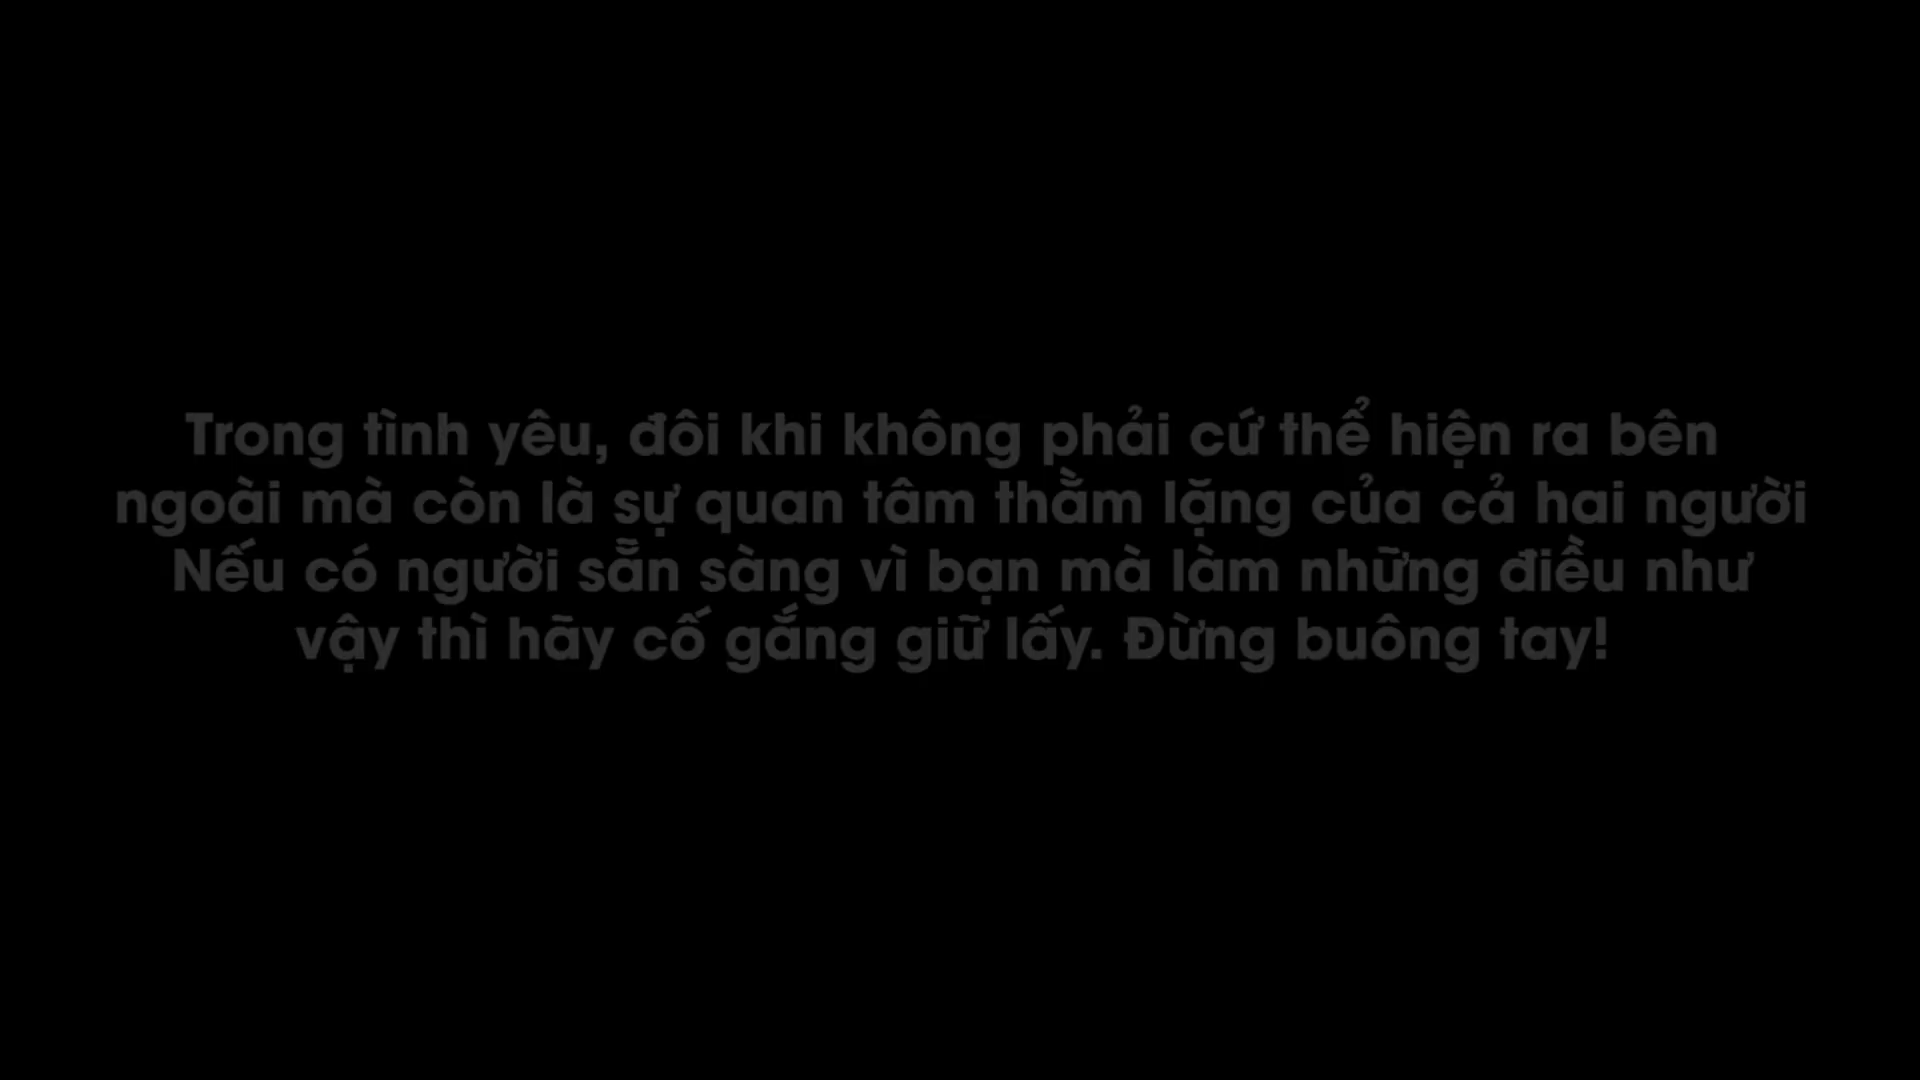 Trong tình yêu, đôi khi không phải cứ thể hiện ra bên
ngoài mà còn là sự quan tâm thầm lặng của cả hai người
Nếu có người sẵn sàng vì bạn mà làm những điều như
vậy thì hãy cố gắng giữ lấy. Đừng buông tay!